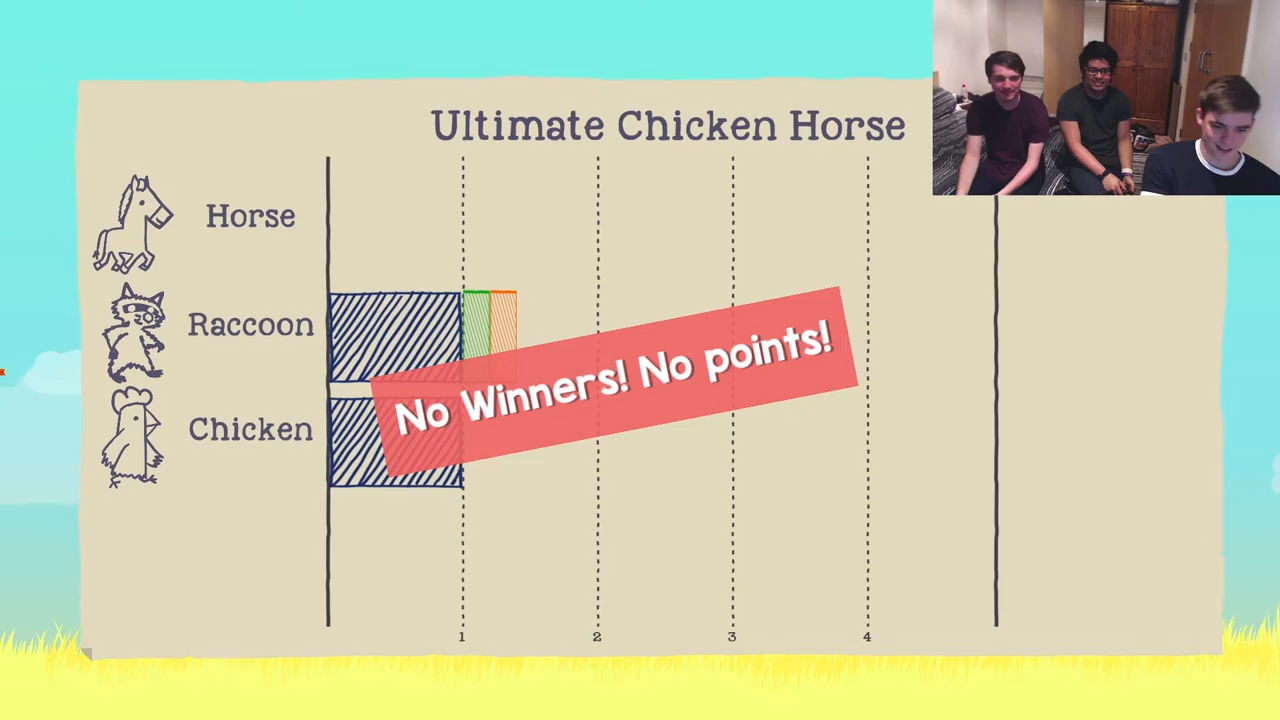 Ultimate Chicken Horse
Horse
Raccoon
Chicken
No Winners! No points!
1 2 3 4